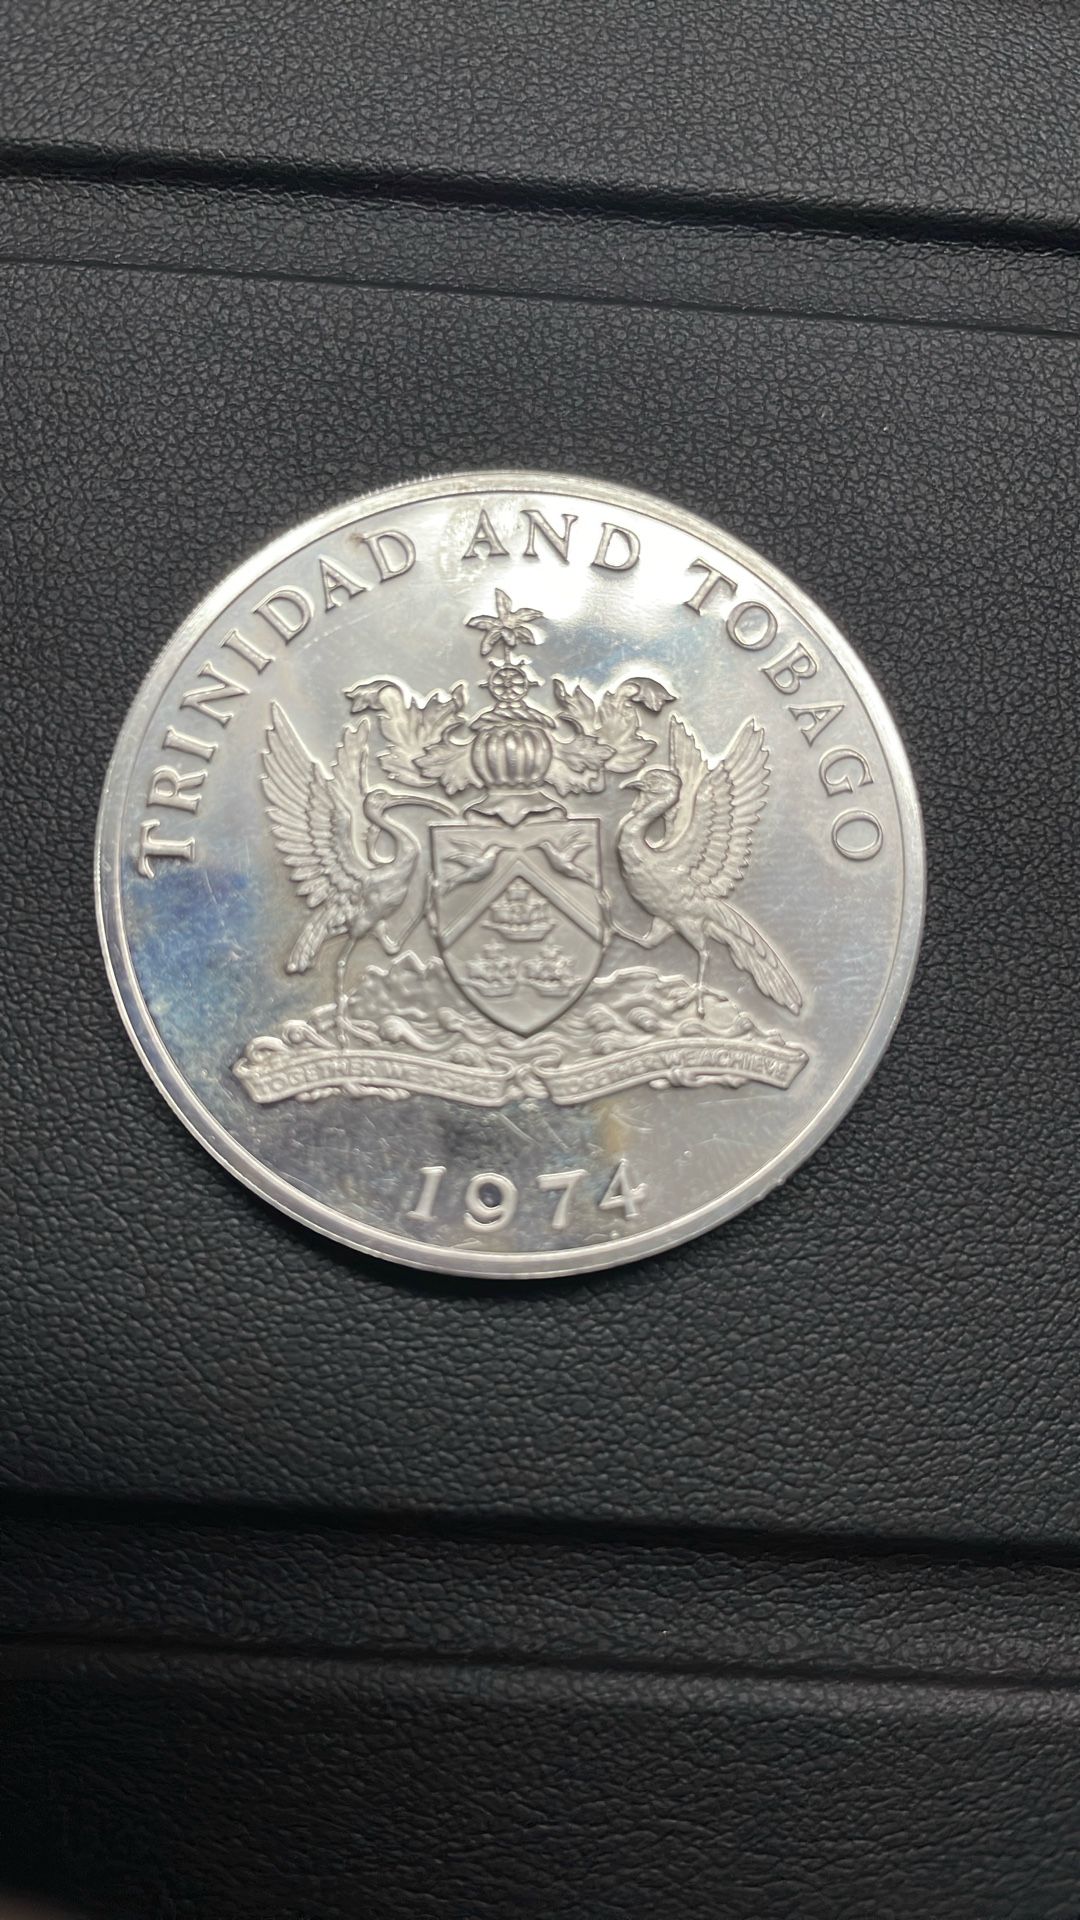 TRINIDAD AND TOBAGO
TOGETHER WE ASPIRE TOGETHER WE ACHIEVE
1974